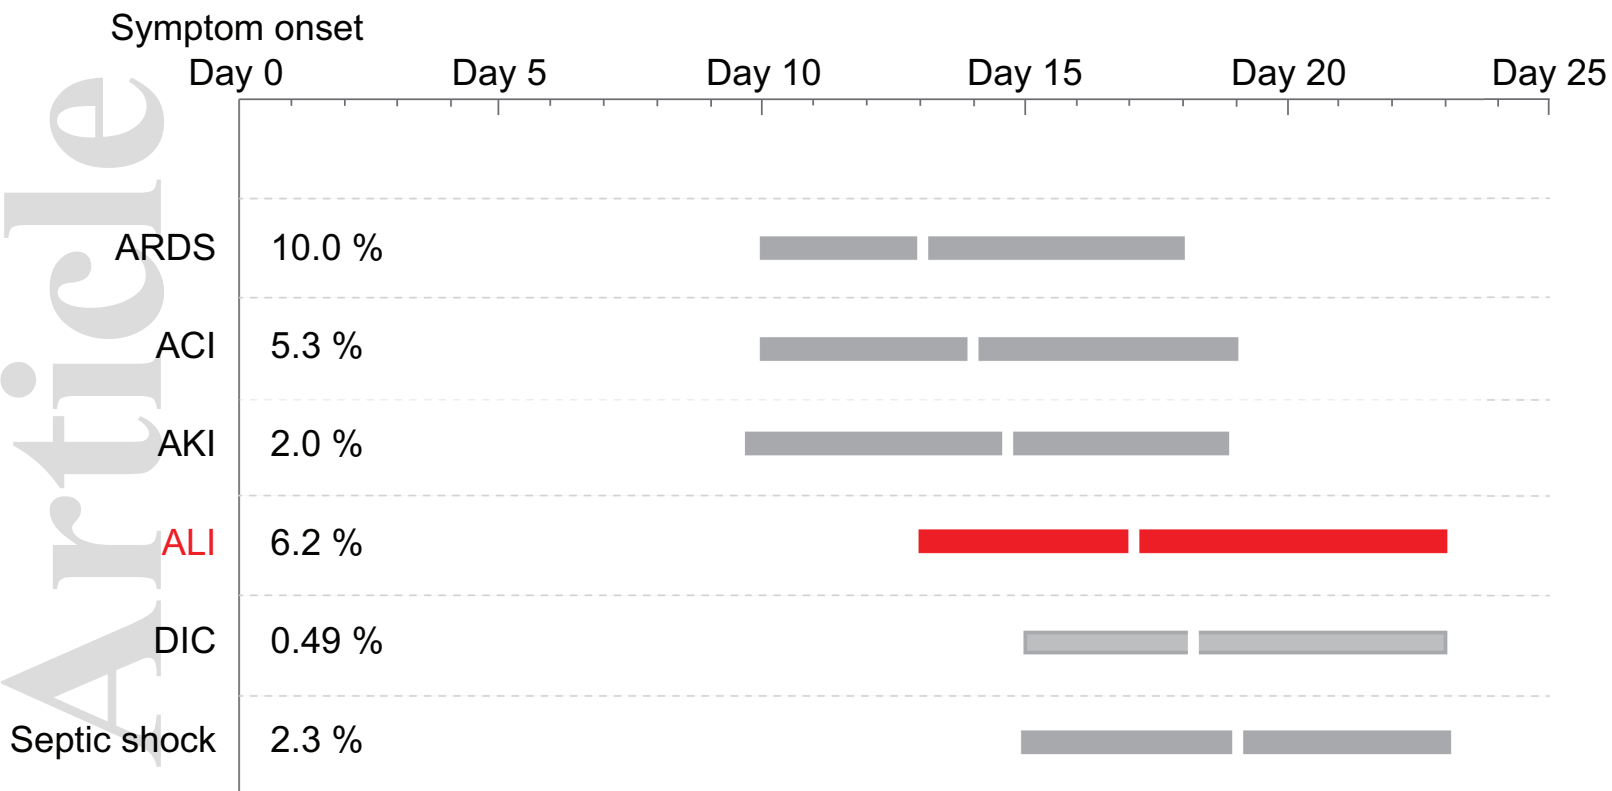 Symptom onset
Day 0 Day 5 Day 10 Day 15 Day 20 Day 25
ARDS 10.0 %
ACI 5.3 %
AKI 2.0 %
ALI 6.2 %
DIC 0.49 %
Septic shock 2.3 %
Article